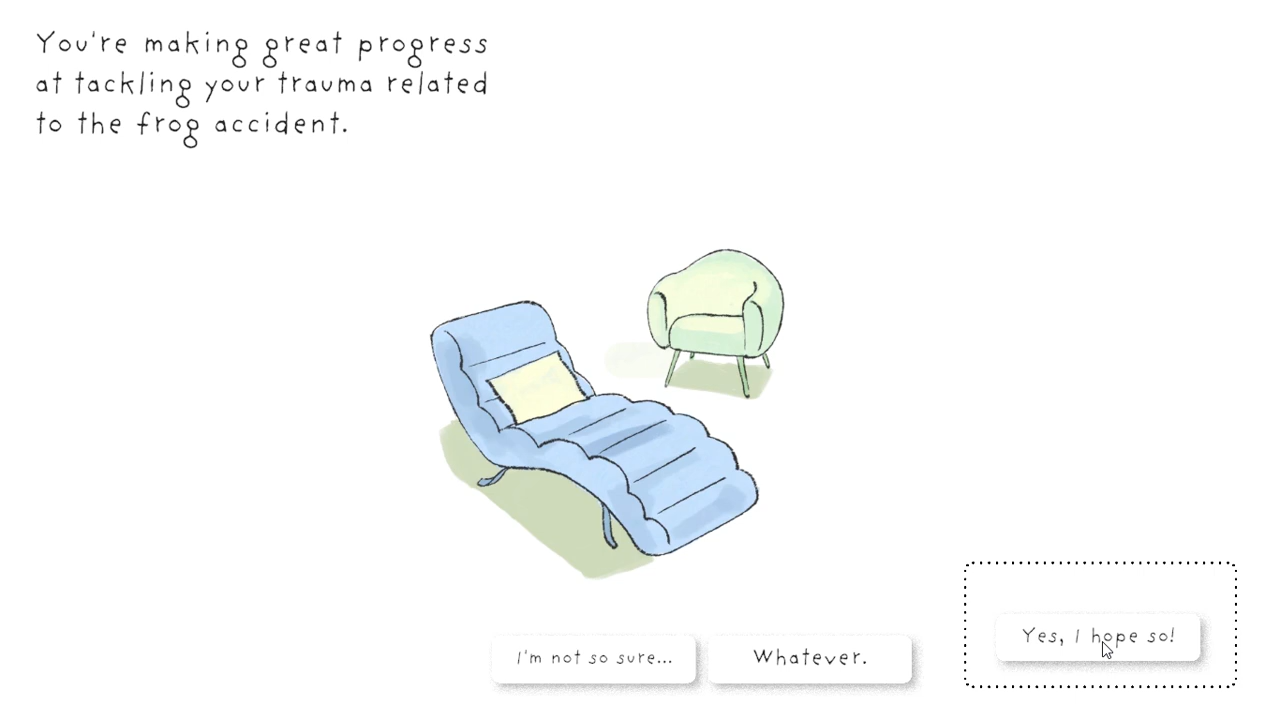 You're making great progress
at tackling your trauma related
to the frog accident.
I'm not so sure...
Whatever.
Yes, I hope so!